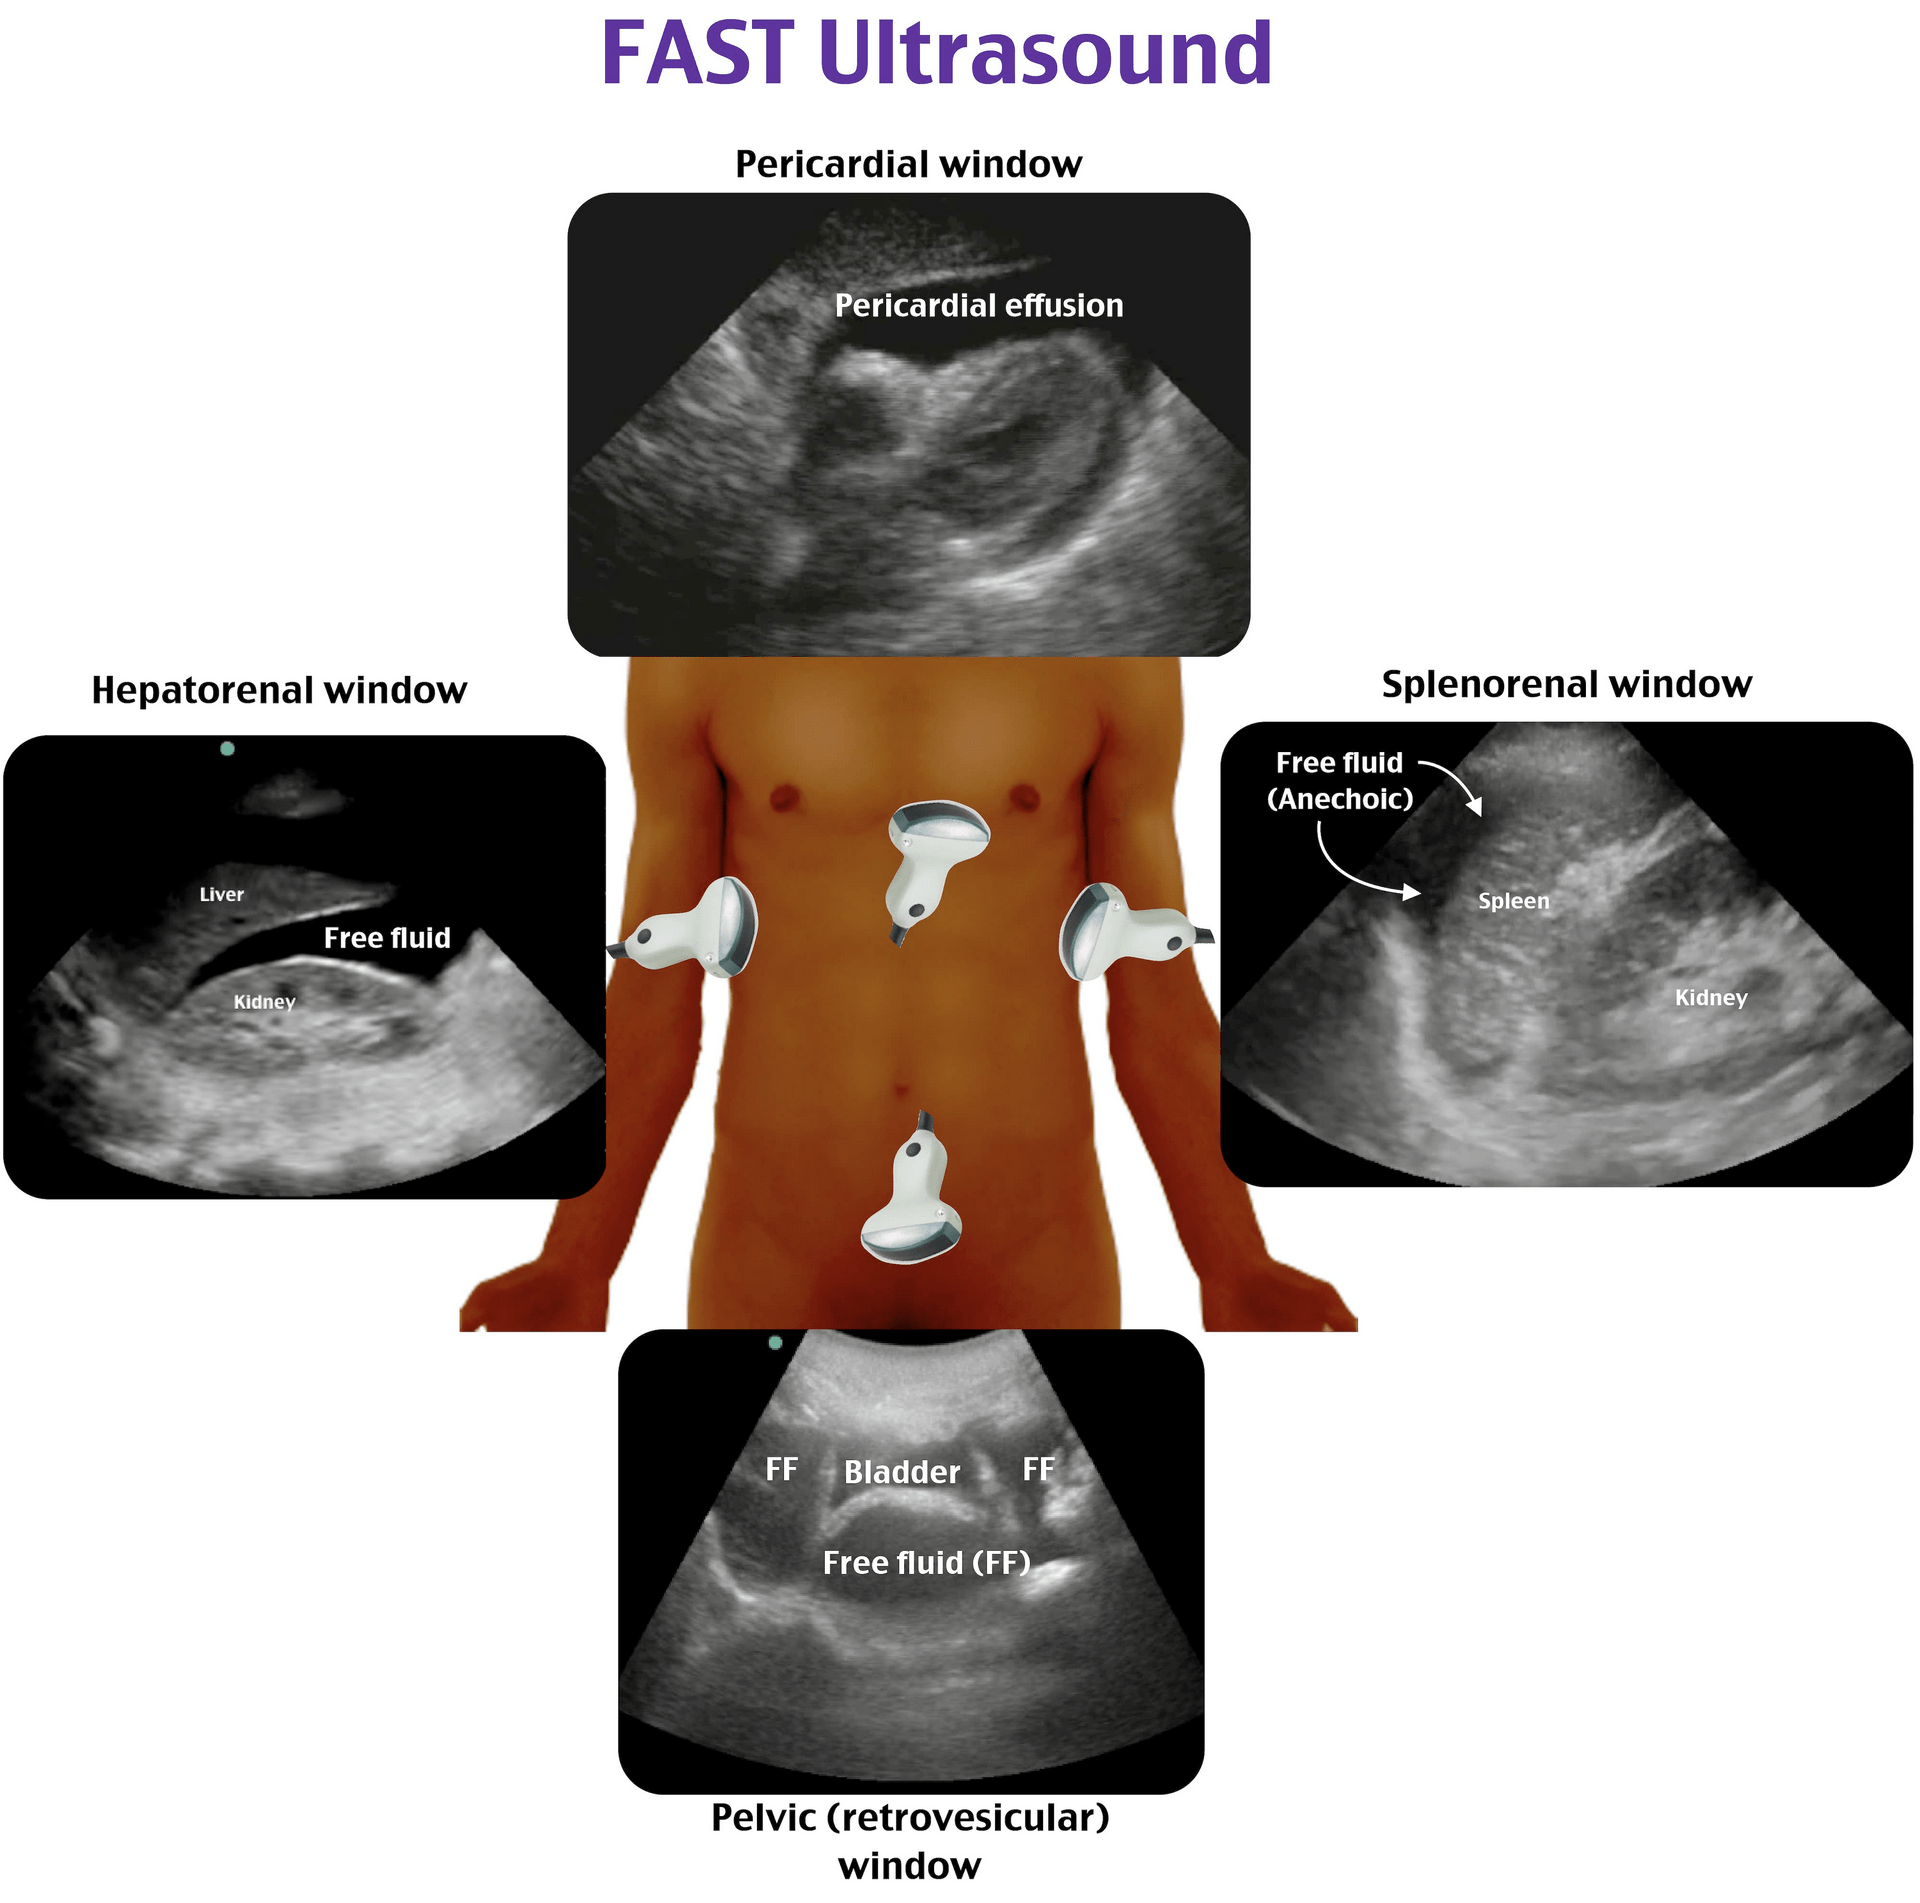 FAST Ultrasound
Pericardial window
Pericardial effusion
Hepatorenal window
Liver
Free fluid
Kidney
Splenorenal window
Free fluid
(Anechoic)
Spleen
Kidney
FF Bladder FF
Free fluid (FF)
Pelvic (retrovesicular)
window